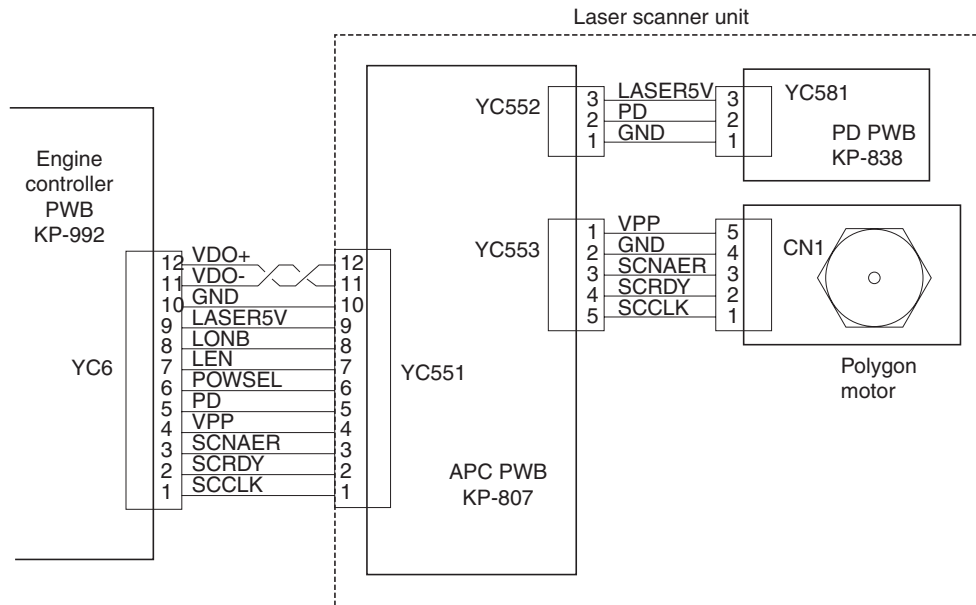 Laser scanner unit
Engine
controller
PWB
KP-992
YC6
12 VDO+ 12
11 VDO- 11
10 GND 10
9 LASER5V 9
8 LONB 8
7 LEN 7
6 POWSEL 6
5 PD 5
4 VPP 4
3 SCNAER 3
2 SCRDY 2
1 SCCLK 1
YC551
APC PWB
KP-807
YC552
3 LASER5V 3
2 PD 2
1 GND 1
YC581
PD PWB
KP-838
YC553
1 VPP 5
2 GND 4
3 SCNAER 3
4 SCRDY 2
5 SCCLK 1
CN1
Polygon
motor